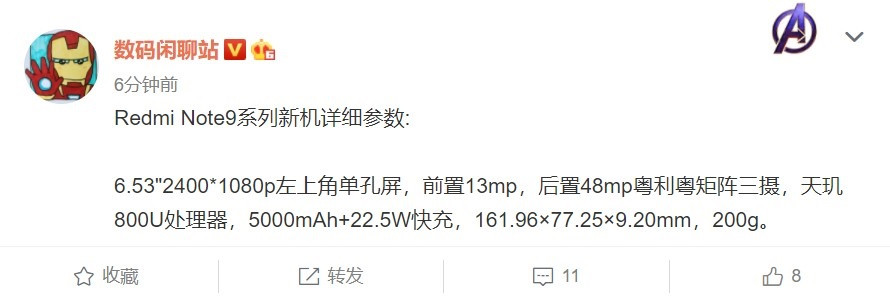 数码闲聊站
6分钟前
Redmi Note9系列新机详细参数:
6.53"2400*1080p左上角单孔屏，前置13mp，后置48mp粤利粤矩阵三摄，天玑
800U处理器，5000mAh+22.5W快充，161.96×77.25×9.20mm，200g。
收藏 转发 11 8